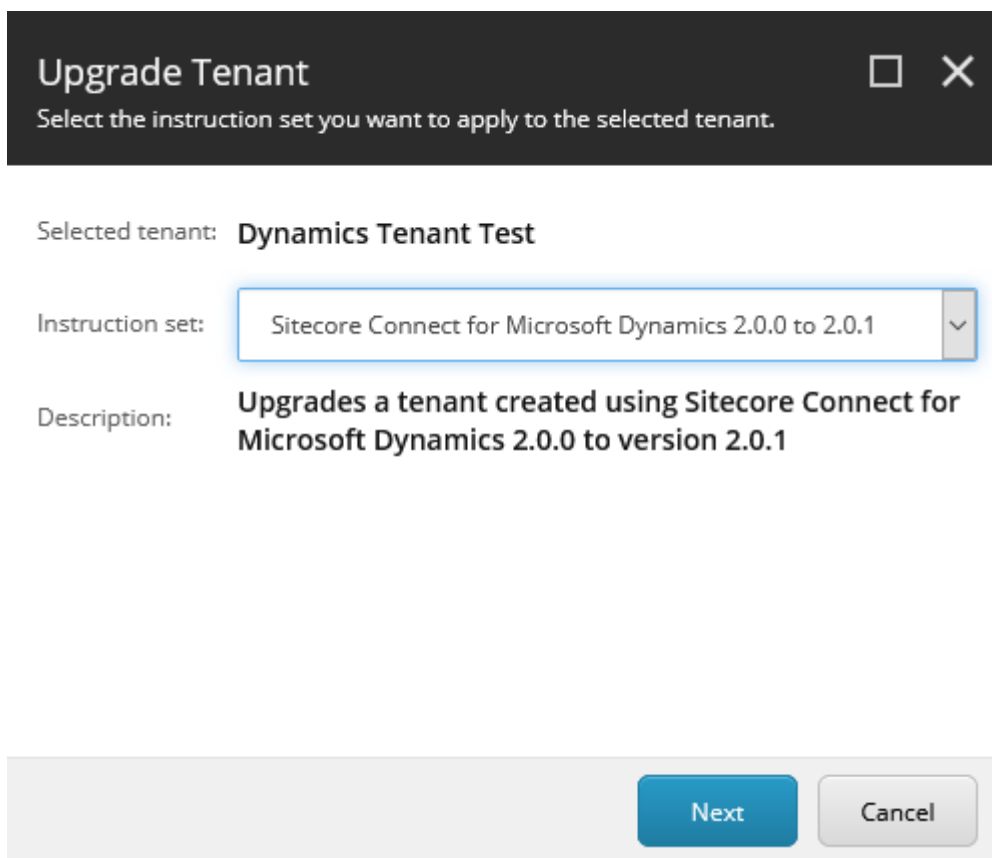 Upgrade Tenant
Select the instruction set you want to apply to the selected tenant.
Selected tenant: Dynamics Tenant Test
Instruction set: Sitecore Connect for Microsoft Dynamics 2.0.0 to 2.0.1
Description: Upgrades a tenant created using Sitecore Connect for
Microsoft Dynamics 2.0.0 to version 2.0.1
Next Cancel